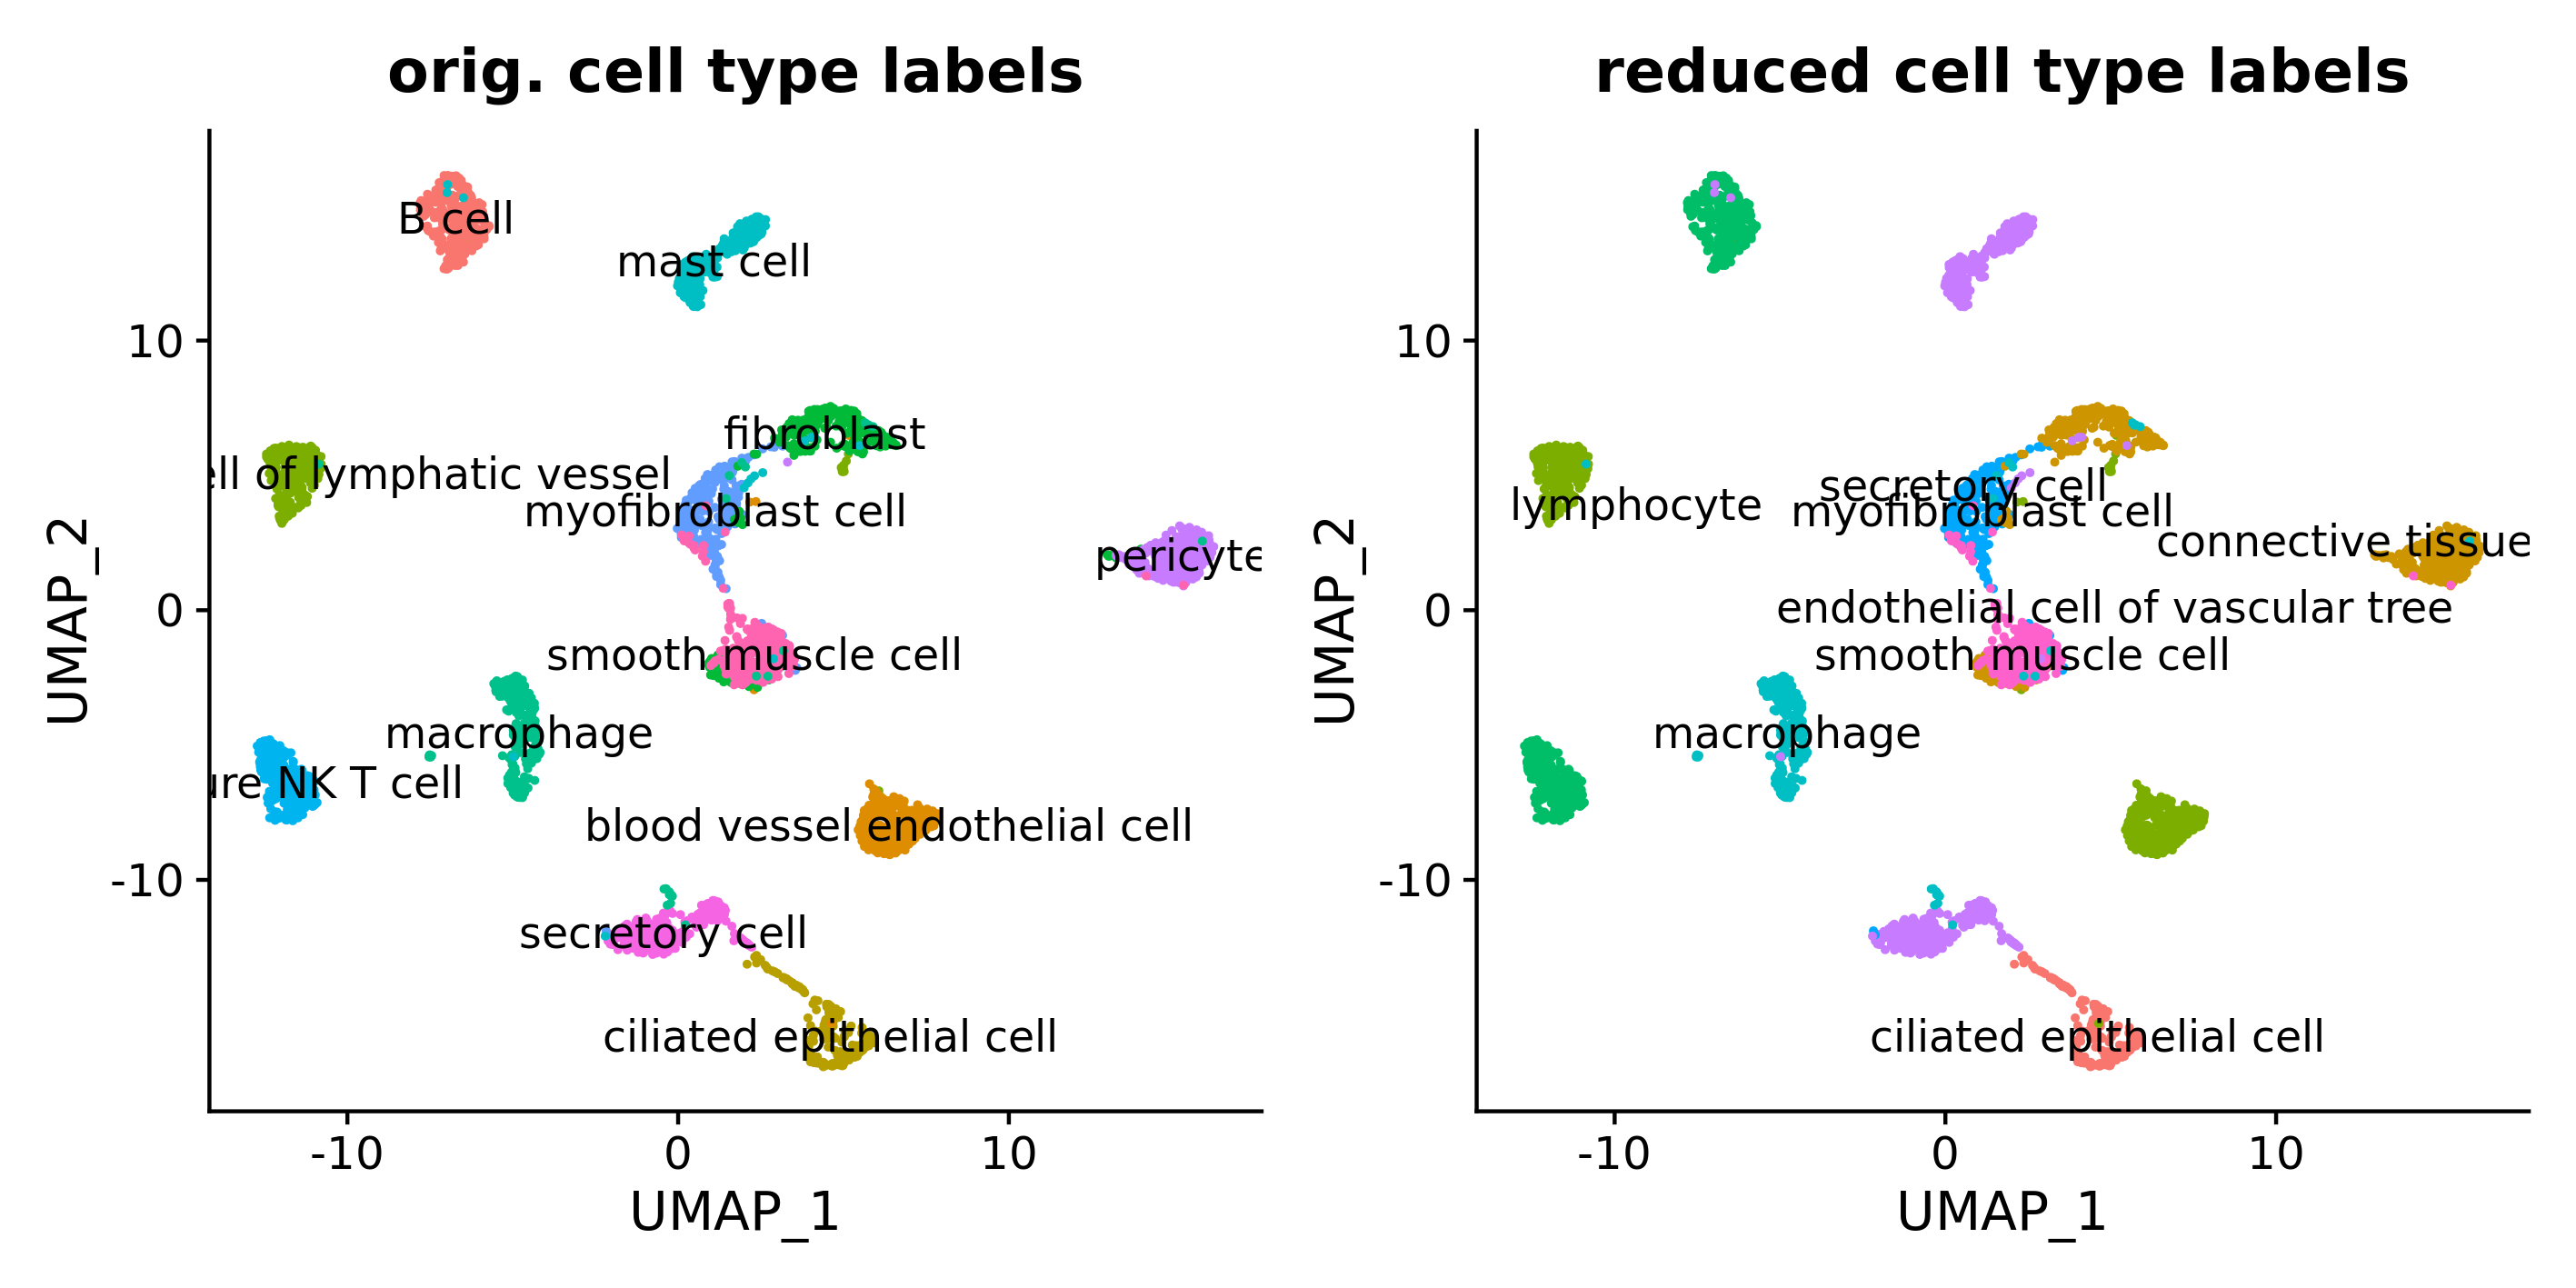 orig. cell type labels
B cell
mast cell
10
fibroblast
ell of lymphatic vessel
myofibroblast cell
pericyte
0
smooth muscle cell
macrophage
ure NK T cell
blood vessel endothelial cell
-10
secretory cell
ciliated epithelial cell
-10 0 10
UMAP_1
UMAP_2
reduced cell type labels
10
secretory cell
lymphocyte
myofibroblast cell
connective tissue
0
endothelial cell of vascular tree
smooth muscle cell
macrophage
-10
ciliated epithelial cell
-10 0 10
UMAP_1
UMAP_2